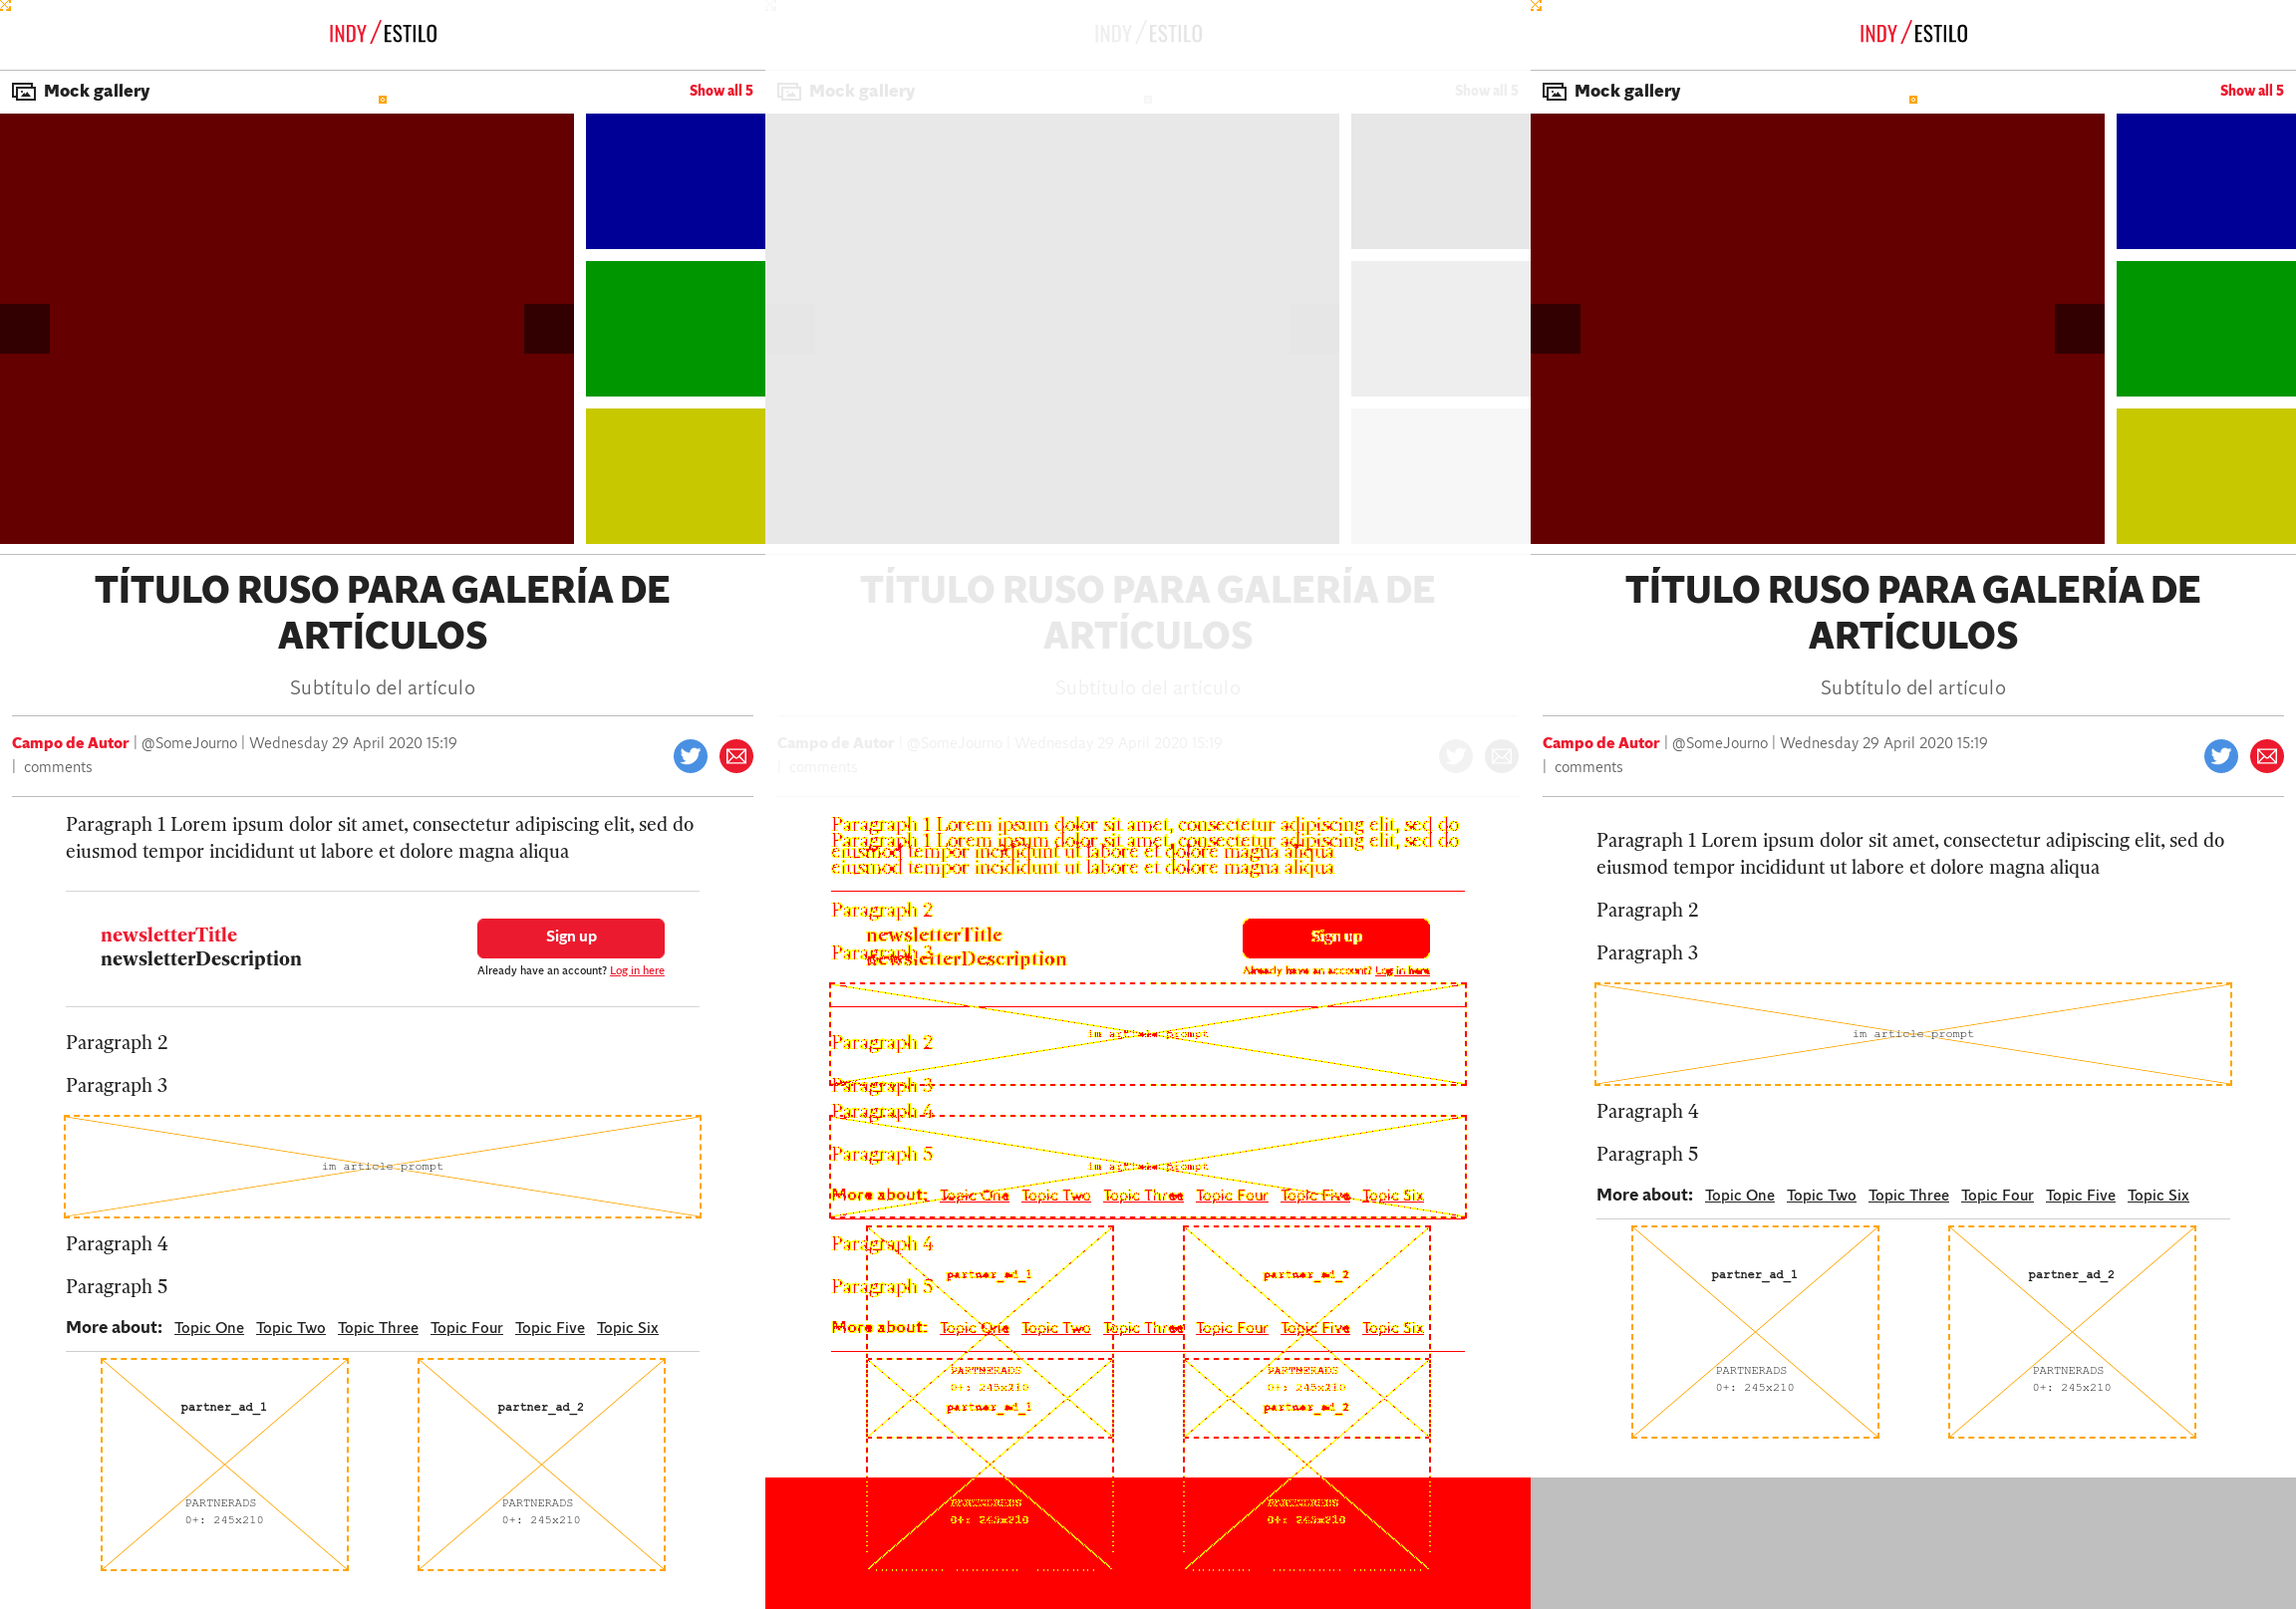 INDY / ESTILO
Mock gallery
Show all 5
TÍTULO RUSO PARA GALERÍA DE
ARTÍCULOS
Subtítulo del artículo
Campo de Autor | @SomeJourno | Wednesday 29 April 2020 15:19
| comments
Paragraph 1 Lorem ipsum dolor sit amet, consectetur adipiscing elit, sed do
eiusmod tempor incididunt ut labore et dolore magna aliqua
newsletterTitle
newsletterDescription
Sign up
Already have an account? Log in here
Paragraph 2
Paragraph 3
im article prompt
Paragraph 4
Paragraph 5
More about: Topic One Topic Two Topic Three Topic Four Topic Five Topic Six
partner_ad_1
PARTNERADS
0+: 245x210
partner_ad_2
PARTNERADS
0+: 245x210
INDY / ESTILO
Mock gallery
Show all 5
TÍTULO RUSO PARA GALERÍA DE
ARTÍCULOS
Subtítulo del artículo
Campo de Autor | @SomeJourno | Wednesday 29 April 2020 15:19
| comments
Paragraph 1 Lorem ipsum dolor sit amet, consectetur adipiscing elit, sed do
Paragraph 1 Lorem ipsum dolor sit amet, consectetur adipiscing elit, sed do
eiusmod tempor incididunt ut labore et dolore magna aliqua
eiusmod tempor incididunt ut labore et dolore magna aliqua
Paragraph 2
newsletterTitle
Paragraph 3
newsletterDescription
Sign up
Already have an account? Log in here
im article prompt
Paragraph 2
Paragraph 3
Paragraph 4
Paragraph 5
im article prompt
More about: Topic One Topic Two Topic Three Topic Four Topic Five Topic Six
Paragraph 4
partner_ad_1
partner_ad_2
Paragraph 5
More about: Topic One Topic Two Topic Three Topic Four Topic Five Topic Six
PARTNERADS
0+: 245x210
partner_ad_1
PARTNERADS
0+: 245x210
partner_ad_2
PARTNERADS
0+: 245x210
PARTNERADS
0+: 245x210
INDY / ESTILO
Mock gallery
Show all 5
TÍTULO RUSO PARA GALERÍA DE
ARTÍCULOS
Subtítulo del artículo
Campo de Autor | @SomeJourno | Wednesday 29 April 2020 15:19
| comments
Paragraph 1 Lorem ipsum dolor sit amet, consectetur adipiscing elit, sed do
eiusmod tempor incididunt ut labore et dolore magna aliqua
Paragraph 2
Paragraph 3
im article prompt
Paragraph 4
Paragraph 5
More about: Topic One Topic Two Topic Three Topic Four Topic Five Topic Six
partner_ad_1
PARTNERADS
0+: 245x210
partner_ad_2
PARTNERADS
0+: 245x210